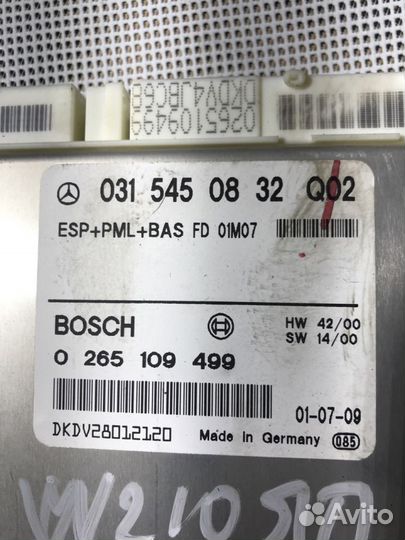 0265109499
DKDV4JBC68
031 545 08 32 Q02
ESP+PML+BAS FD 01M07
BOSCH
HW 42/00
SW 14/00
0 265 109 499
01-07-09
DKDV28012120
Made in Germany 085
Avito